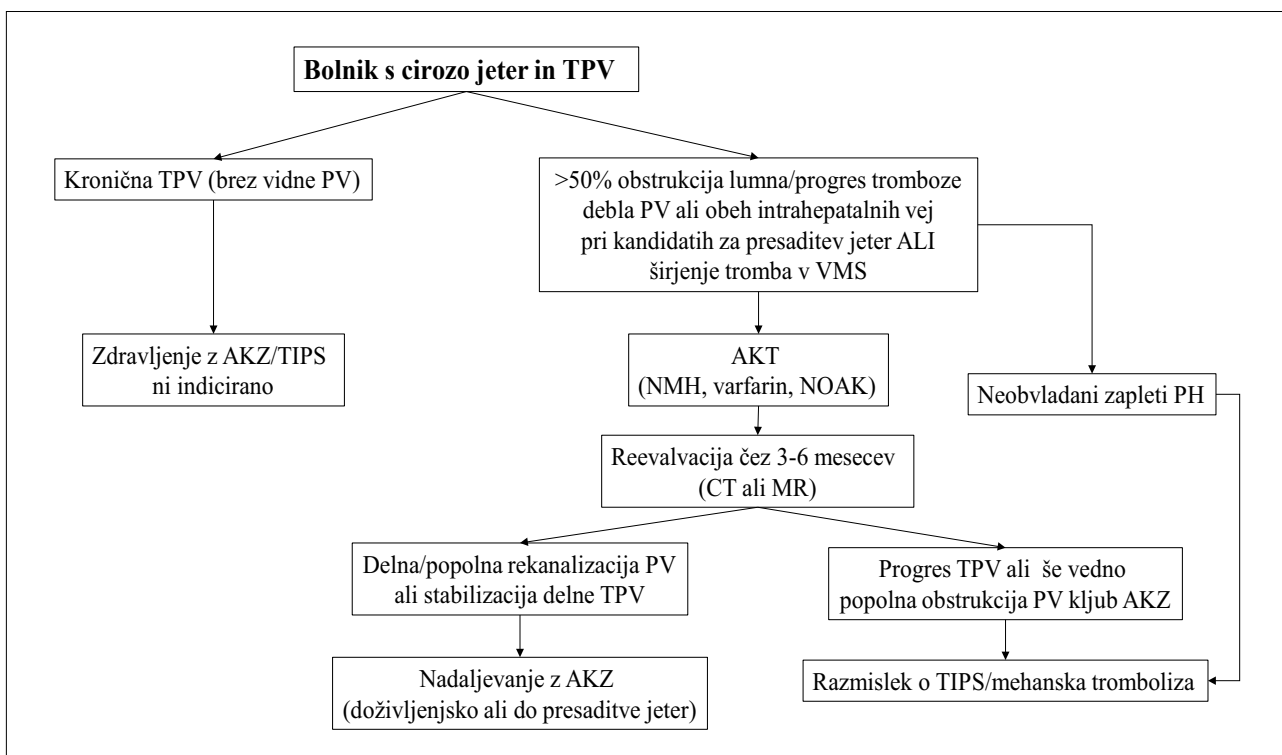 Bolnik s cirozo jeter in TPV
Kronična TPV (brez vidne PV)
>50% obstrukcija lumna/progres tromboze
debla PV ali obeh intrahepatalnih vej
pri kandidatih za presaditev jeter ALI
širjenje tromba v VMS
Zdravljenje z AKZ/TIPS
ni indicirano
AKT
(NMH, varfarin, NOAK)
Neobvladani zapleti PH
Reevalvacija čez 3-6 mesecev
(CT ali MR)
Delna/popolna rekanalizacija PV
ali stabilizacija delne TPV
Progres TPV ali še vedno
popolna obstrukcija PV kljub AKZ
Nadaljevanje z AKZ
(doživljenjsko ali do presaditve jeter)
Razmislek o TIPS/mehanska tromboliza